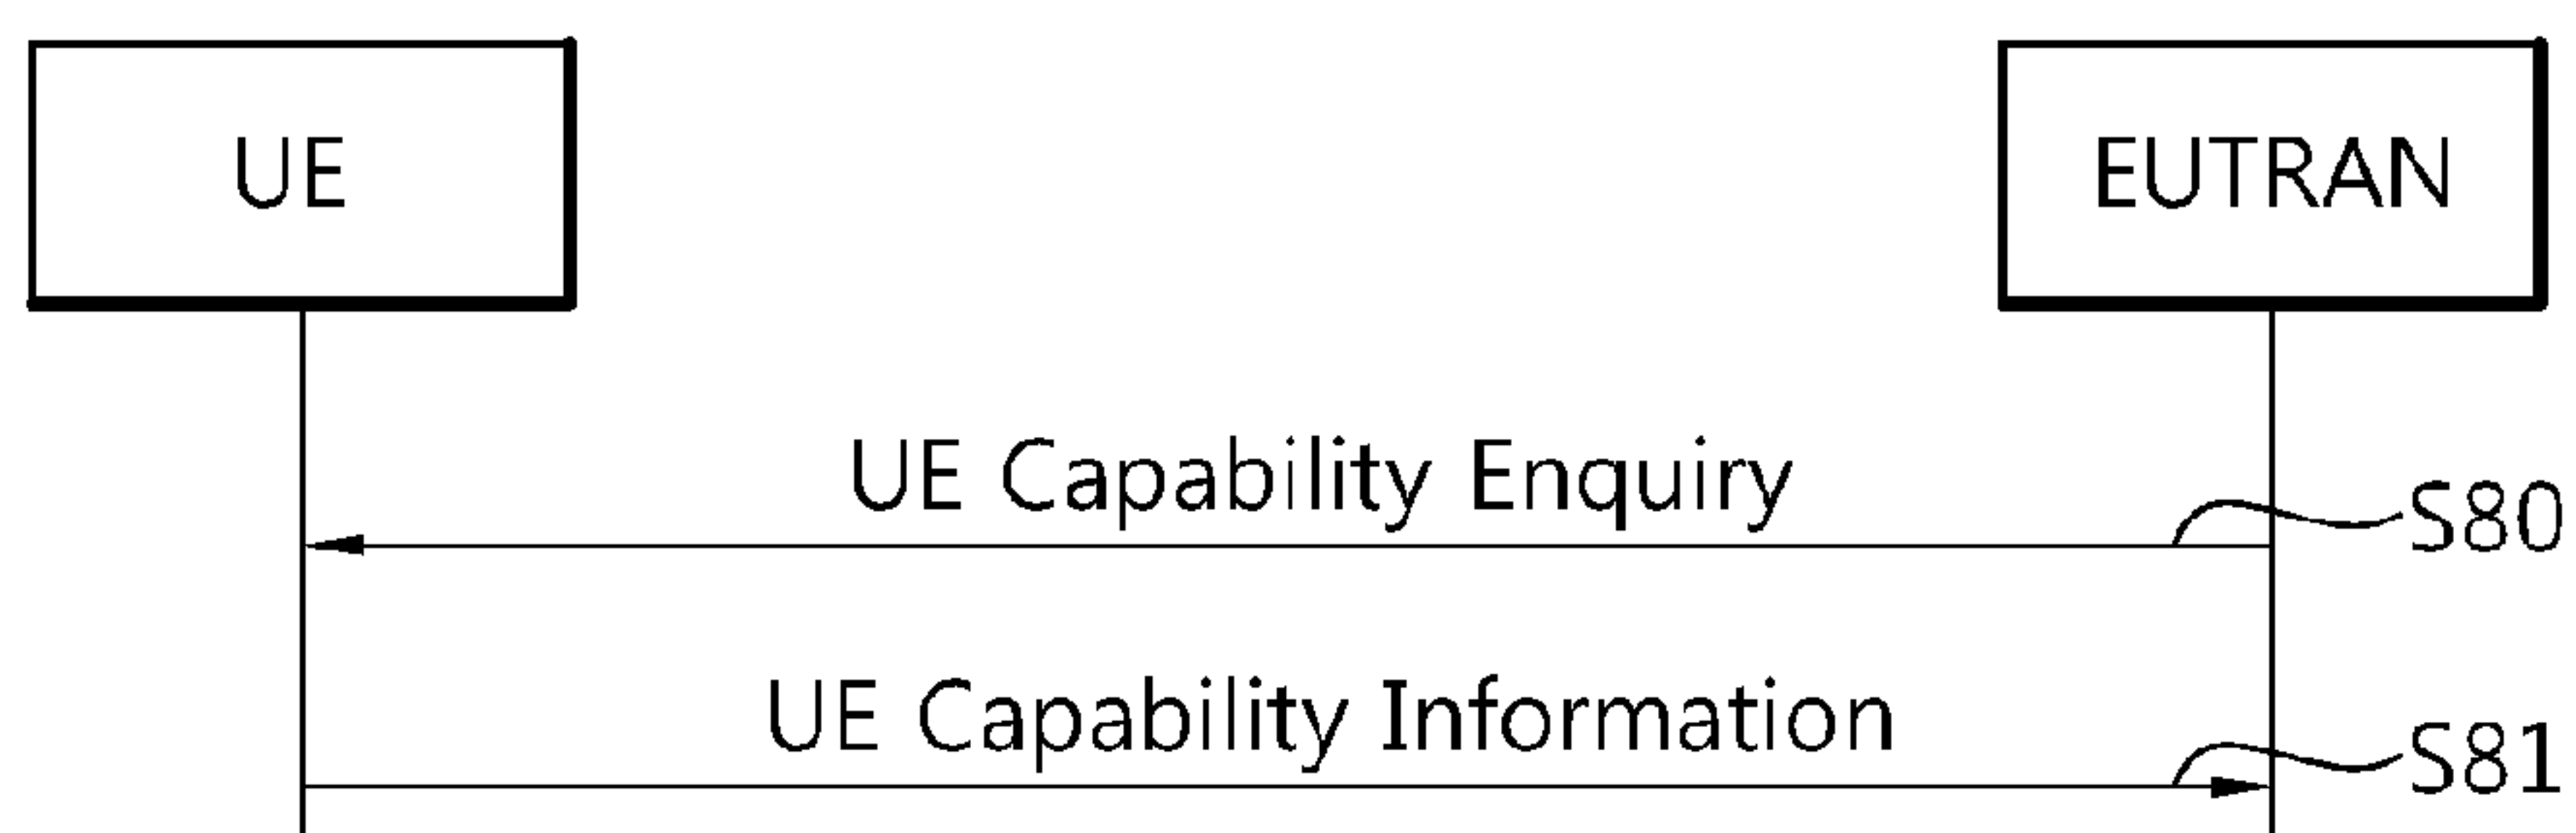 UE
EUTRAN
UE Capability Enquiry
S80
UE Capability Information
S81